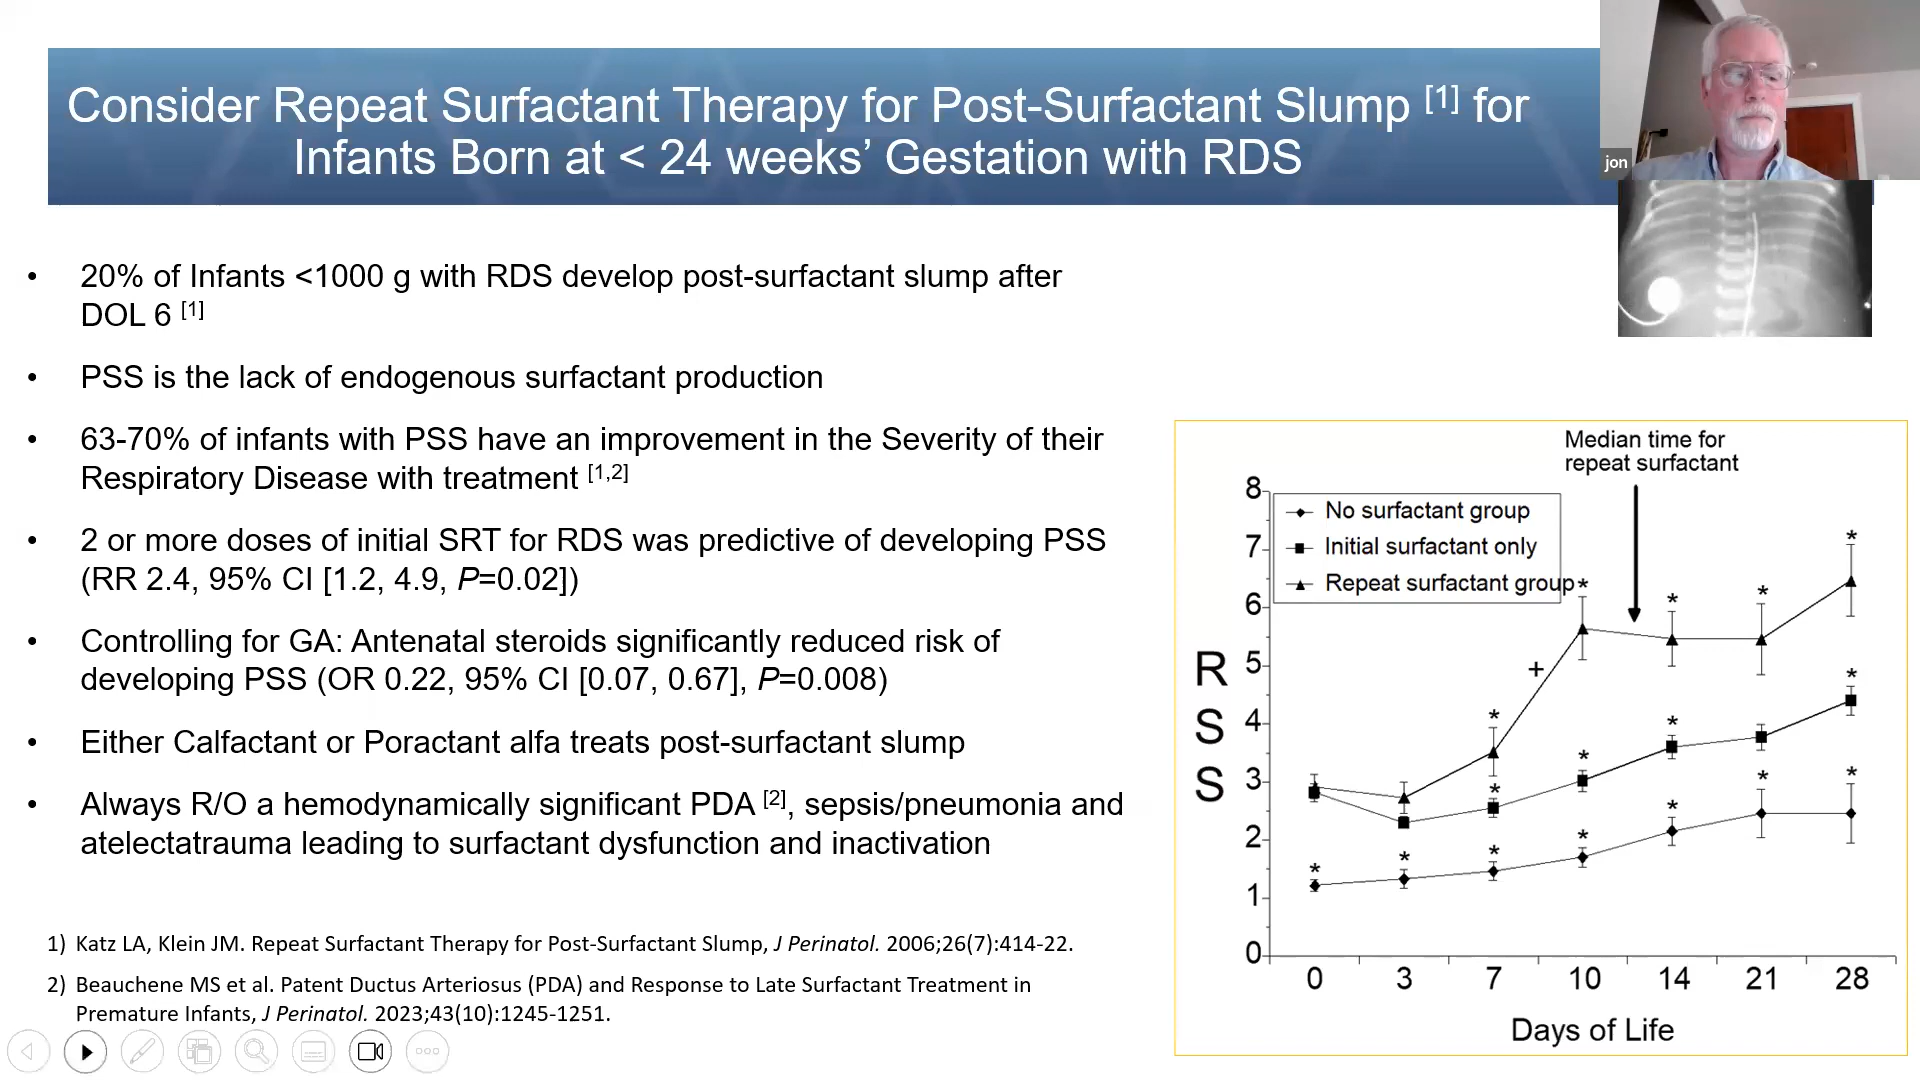 Consider Repeat Surfactant Therapy for Post-Surfactant Slump [1] for
Infants Born at < 24 weeks’ Gestation with RDS
jon
• 20% of Infants <1000 g with RDS develop post-surfactant slump after
DOL 6 [1]
• PSS is the lack of endogenous surfactant production
• 63-70% of infants with PSS have an improvement in the Severity of their
Respiratory Disease with treatment [1,2]
• 2 or more doses of initial SRT for RDS was predictive of developing PSS
(RR 2.4, 95% CI [1.2, 4.9, P=0.02])
• Controlling for GA: Antenatal steroids significantly reduced risk of
developing PSS (OR 0.22, 95% CI [0.07, 0.67], P=0.008)
• Either Calfactant or Poractant alfa treats post-surfactant slump
• Always R/O a hemodynamically significant PDA [2], sepsis/pneumonia and
atelectatrauma leading to surfactant dysfunction and inactivation
1) Katz LA, Klein JM. Repeat Surfactant Therapy for Post-Surfactant Slump, J Perinatol. 2006;26(7):414-22.
2) Beauchene MS et al. Patent Ductus Arteriosus (PDA) and Response to Late Surfactant Treatment in
Premature Infants, J Perinatol. 2023;43(10):1245-1251.
Median time for
repeat surfactant
No surfactant group
Initial surfactant only
Repeat surfactant group
8
7
6
5
4
3
2
1
0
R
S
S
* * * * *
+
* * * *
* * * * * * *
0 3 7 10 14 21 28
Days of Life